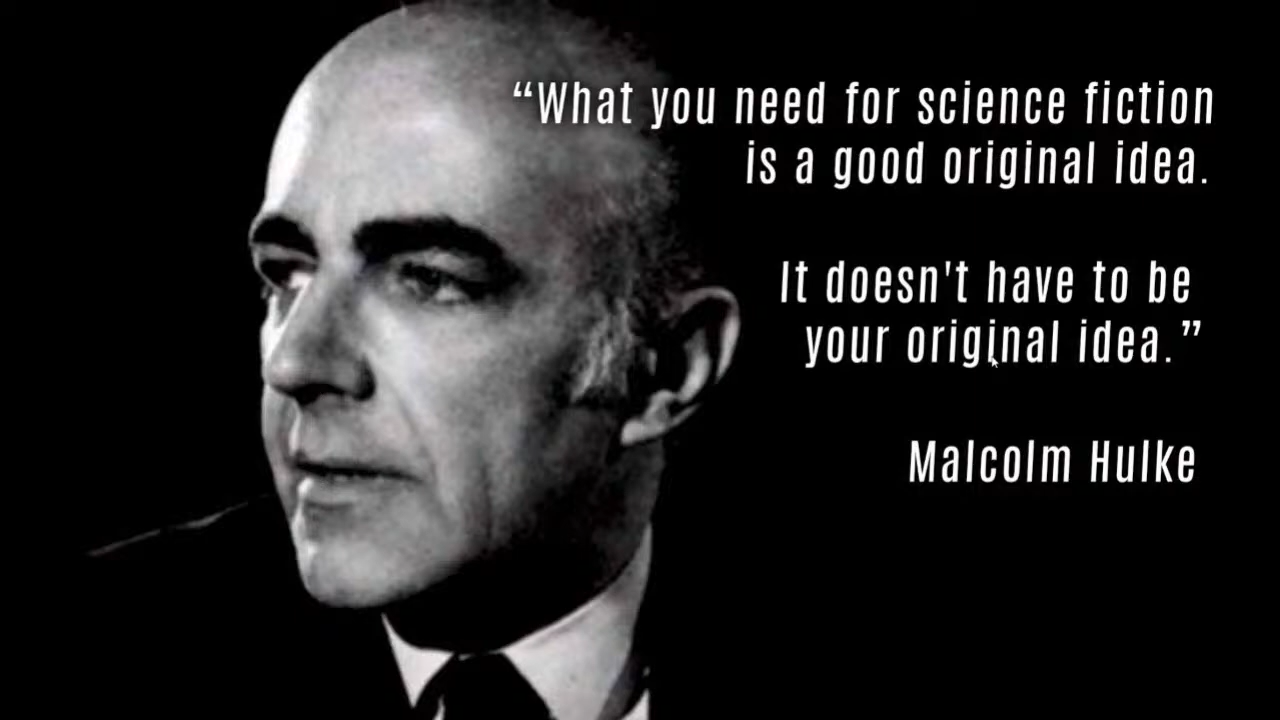 “What you need for science fiction
is a good original idea.
It doesn't have to be
your original idea.”
Malcolm Hulke